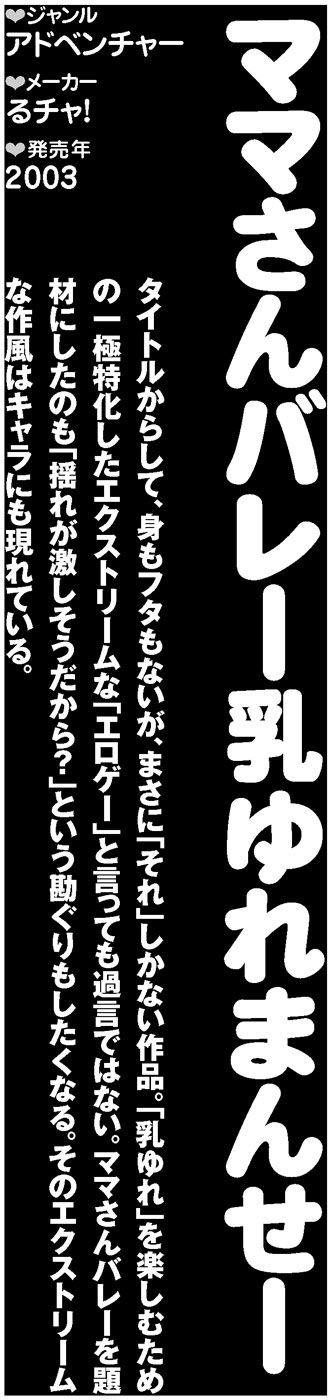 ママさんバレー乳ゆれまんせー
❤ジャンル
アドベンチャー
❤メーカー
るチャ!
❤発売年
2003
タイトルからして、身もフタもないが、まさに「それ」しかない作品。「乳ゆれ」を楽しむため
の一極特化したエクストリームな「エロゲー」と言っても過言ではない。ママさんバレーを題
材にしたのも「揺れが激しそうだから?」という勘ぐりもしたくなる。そのエクストリーム
な作風はキャラにも現れている。